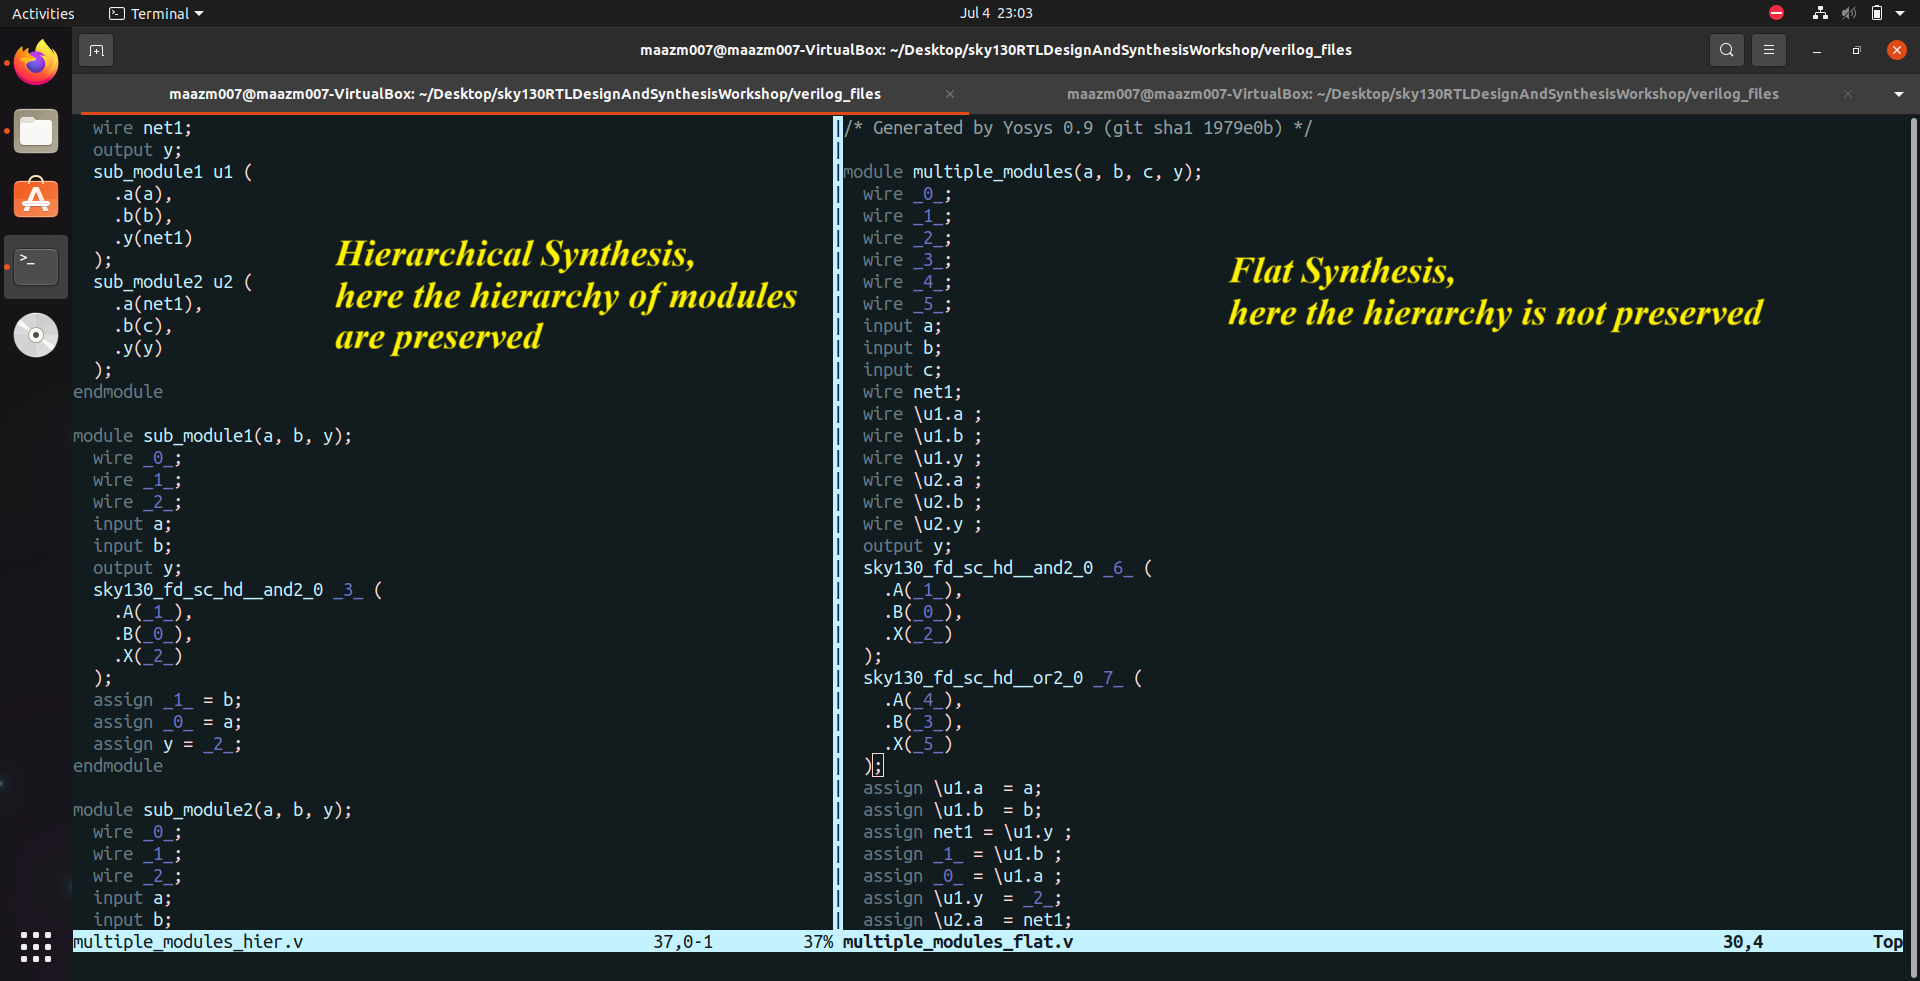 Activities
Terminal
Jul 4 23:03
maazm007@maazm007-VirtualBox: ~/Desktop/sky130RTLDesignAndSynthesisWorkshop/verilog_files
maazm007@maazm007-VirtualBox: ~/Desktop/sky130RTLDesignAndSynthesisWorkshop/verilog_files
maazm007@maazm007-VirtualBox: ~/Desktop/sky130RTLDesignAndSynthesisWorkshop/verilog_files
wire net1;
output y;
sub_module1 u1 (
.a(a),
.b(b),
.y(net1)
);
sub_module2 u2 (
.a(net1),
.b(c),
.y(y)
);
endmodule
module sub_module1(a, b, y);
wire _0_;
wire _1_;
wire _2_;
input a;
input b;
output y;
sky130_fd_sc_hd__and2_0 _3_ (
.A(_1_),
.B(_0_),
.X(_2_)
);
assign _1_ = b;
assign _0_ = a;
assign y = _2_;
endmodule
module sub_module2(a, b, y);
wire _0_;
wire _1_;
wire _2_;
input a;
input b;
multiple_modules_hier.v 37,0-1 37%
Hierarchical Synthesis,
here the hierarchy of modules
are preserved
/* Generated by Yosys 0.9 (git sha1 1979e0b) */
module multiple_modules(a, b, c, y);
wire _0_;
wire _1_;
wire _2_;
wire _3_;
wire _4_;
wire _5_;
input a;
input b;
input c;
wire net1;
wire \u1.a ;
wire \u1.b ;
wire \u1.y ;
wire \u2.a ;
wire \u2.b ;
wire \u2.y ;
output y;
sky130_fd_sc_hd__and2_0 _6_ (
.A(_1_),
.B(_0_),
.X(_2_)
);
sky130_fd_sc_hd__or2_0 _7_ (
.A(_4_),
.B(_3_),
.X(_5_)
);
assign \u1.a  = a;
assign \u1.b  = b;
assign net1 = \u1.y ;
assign _1_ = \u1.b ;
assign _0_ = \u1.a ;
assign \u1.y  = _2_;
assign \u2.a  = net1;
multiple_modules_flat.v 30,4 Top
Flat Synthesis,
here the hierarchy is not preserved